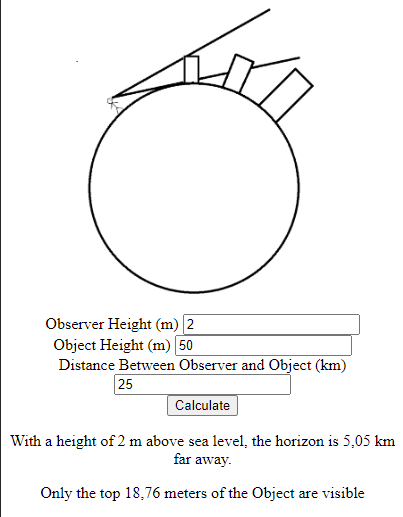 Observer Height (m) 2
Object Height (m) 50
Distance Between Observer and Object (km)
25
Calculate
With a height of 2 m above sea level, the horizon is 5,05 km
far away.
Only the top 18,76 meters of the Object are visible